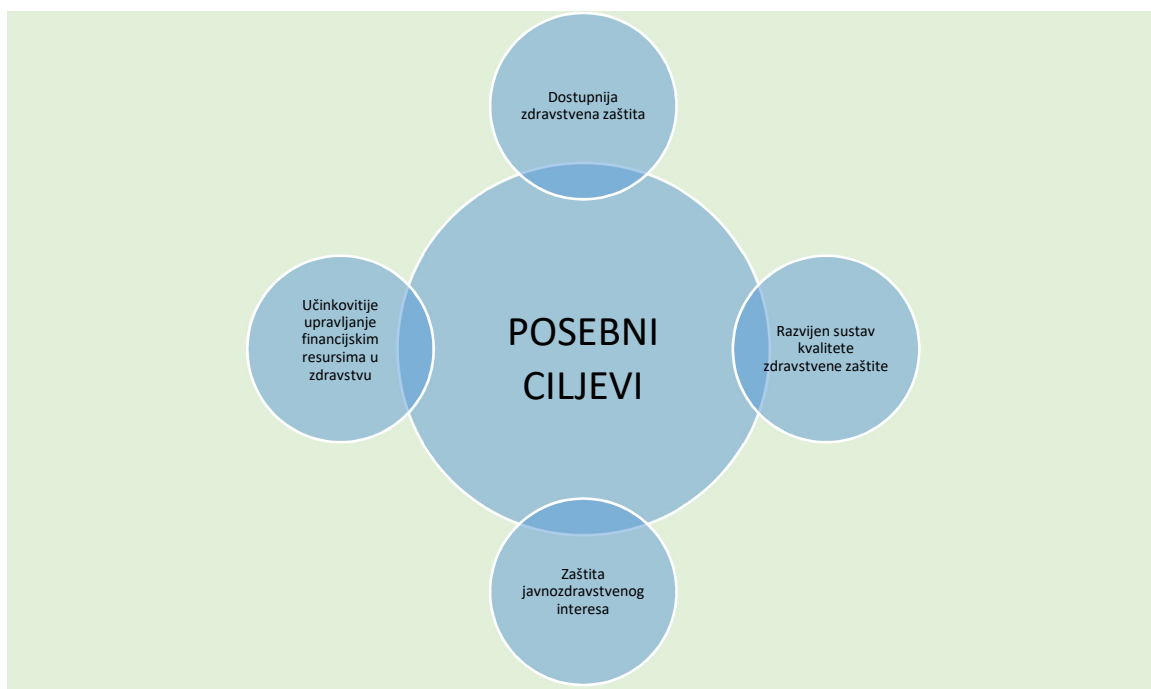 Dostupnija
zdravstvena zaštita
Učinkovitije
upravljanje
financijskim
resursima u
zdravstvu
POSEBNI
CILJEVI
Razvijen sustav
kvalitete
zdravstvene zaštite
Zaštita
javnozdravstvenog
interesa